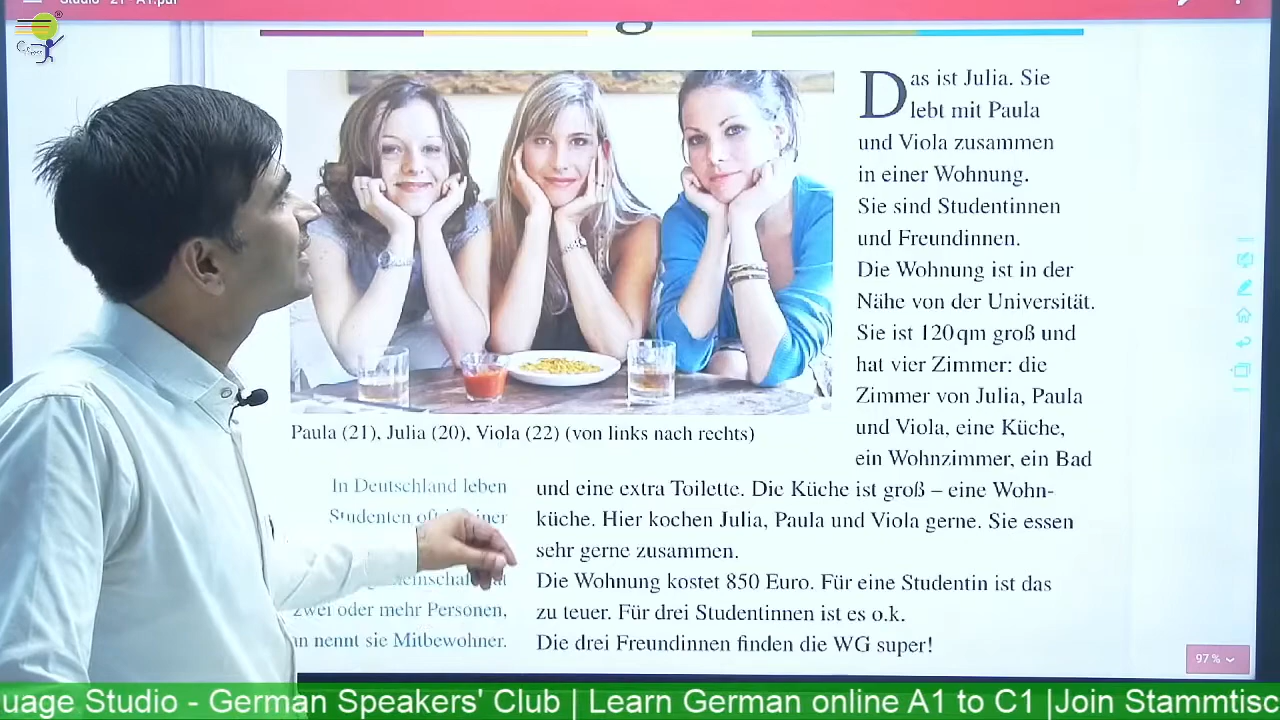 Studio - 21 - A1.pdf
Das ist Julia. Sie
lebt mit Paula
und Viola zusammen
in einer Wohnung.
Sie sind Studentinnen
und Freundinnen.
Die Wohnung ist in der
Nähe von der Universität.
Sie ist 120 qm groß und
hat vier Zimmer: die
Zimmer von Julia, Paula
und Viola, eine Küche,
ein Wohnzimmer, ein Bad
und eine extra Toilette. Die Küche ist groß – eine Wohn-
küche. Hier kochen Julia, Paula und Viola gerne. Sie essen
sehr gerne zusammen.
Die Wohnung kostet 850 Euro. Für eine Studentin ist das
zu teuer. Für drei Studentinnen ist es o.k.
Die drei Freundinnen finden die WG super!
Paula (21), Julia (20), Viola (22) (von links nach rechts)
In Deutschland leben
Studenten
zwei oder mehr Personen,
nennt sie Mitbewohner.
97 %
uage Studio - German Speakers' Club | Learn German online A1 to C1 |Join Stammtisc